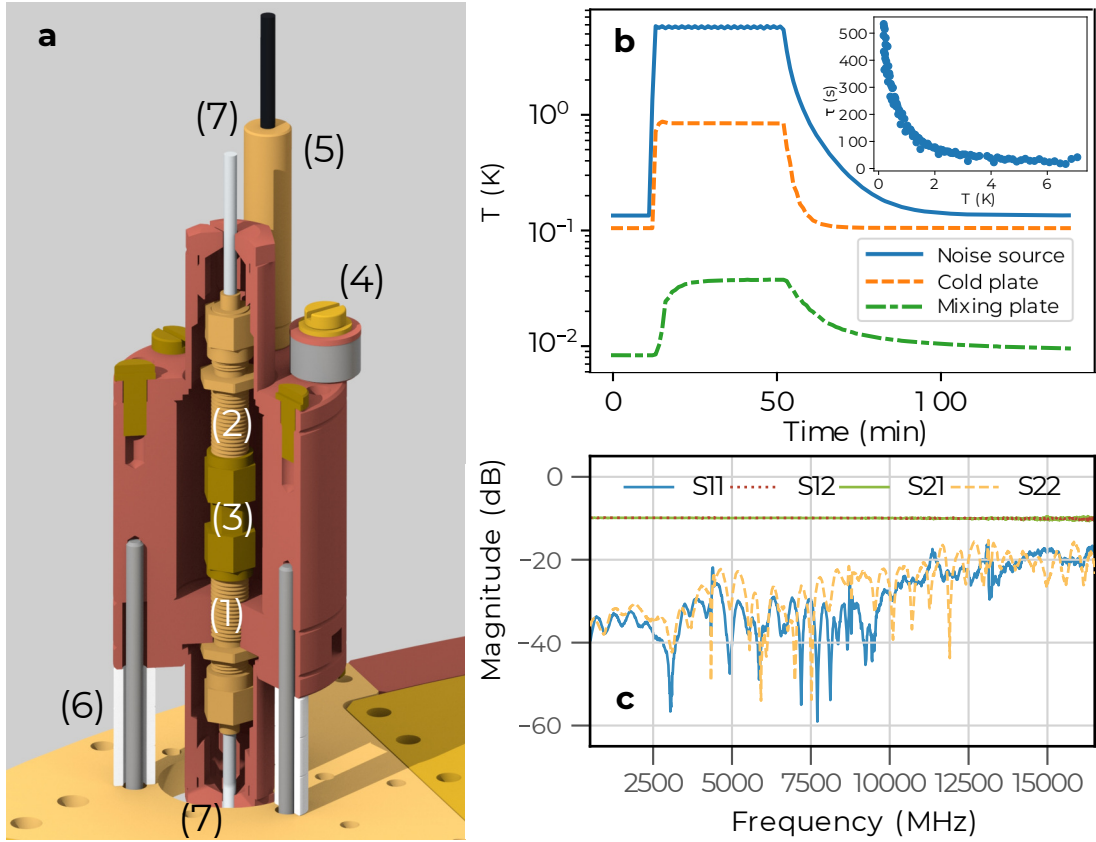 a
(7)
(5)
(4)
(2)
(3)
(1)
(6)
(7)
b
T (K)
10⁰
10⁻¹
10⁻²
0
50
100
Time (min)
Noise source
Cold plate
Mixing plate
τ (s)
500
400
300
200
100
0
0
2
4
6
T (K)
Magnitude (dB)
0
−20
−40
−60
S11
S12
S21
S22
c
2500
5000
7500
10000
12500
15000
Frequency (MHz)